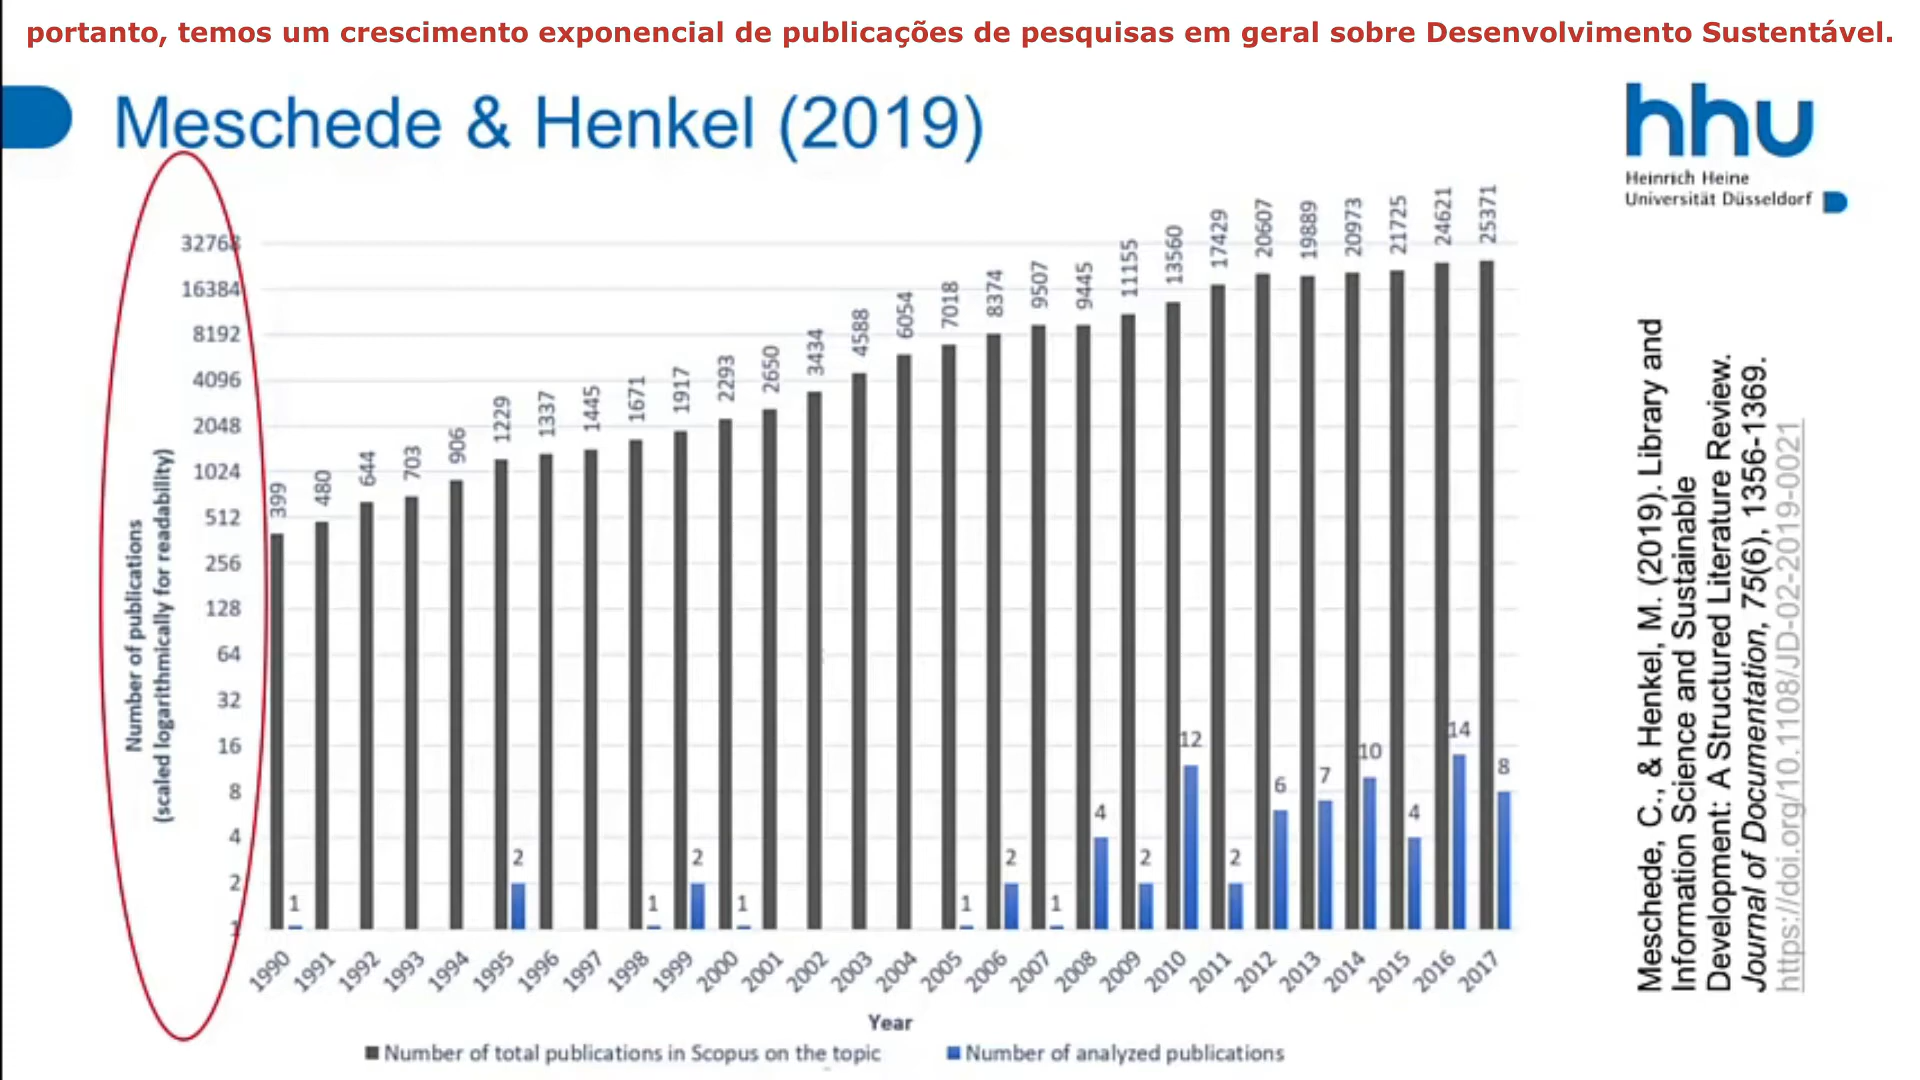 portanto, temos um crescimento exponencial de publicações de pesquisas em geral sobre Desenvolvimento Sustentável.
Meschede & Henkel (2019)
hhu
Heinrich Heine
Universität Düsseldorf
Number of publications
(scaled logarithmically for readability)
32768
16384
8192
4096
2048
1024
512
256
128
64
32
16
8
4
2
1
399 480 644 703 906 1229 1337 1445 1671 1917 2293 2650 3434 4588 6054 7018 8374 9507 9445 11155 13560 17429 20607 19889 20973 21725 24621 25371
1 2 1 2 1 1 2 1 4 2 12 2 6 7 10 4 14 8
1990 1991 1992 1993 1994 1995 1996 1997 1998 1999 2000 2001 2002 2003 2004 2005 2006 2007 2008 2009 2010 2011 2012 2013 2014 2015 2016 2017
Year
Number of total publications in Scopus on the topic
Number of analyzed publications
Meschede, C., & Henkel, M. (2019). Library and
Information Science and Sustainable
Development: A Structured Literature Review.
Journal of Documentation, 75(6), 1356-1369.
https://doi.org/10.1108/JD-02-2019-0021